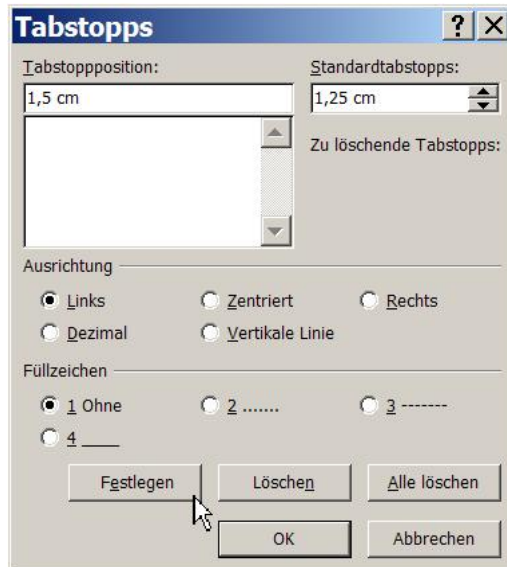 Tabstopps
Tabstoppposition: Standardtabstopps:
1,5 cm 1,25 cm
Zu löschende Tabstopps:
Ausrichtung
Links Zentriert Rechts
Dezimal Vertikale Linie
Füllzeichen
1 Ohne 2 ....... 3 -------
4 ____
Festlegen Löschen Alle löschen
OK Abbrechen